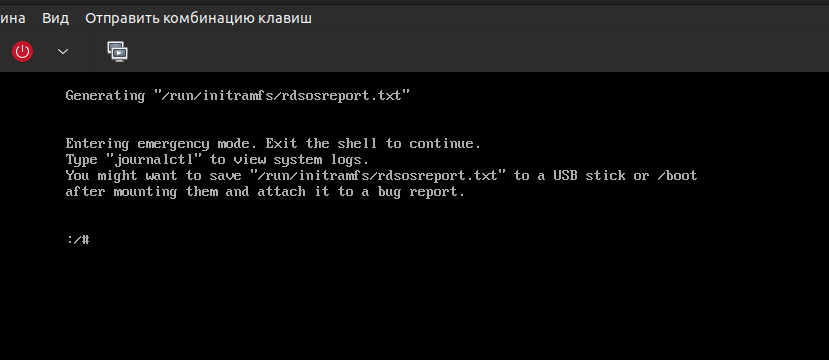 ина Вид Отправить комбинацию клавиш
Generating "/run/initramfs/rdsosreport.txt"
Entering emergency mode. Exit the shell to continue.
Type "journalctl" to view system logs.
You might want to save "/run/initramfs/rdsosreport.txt" to a USB stick or /boot
after mounting them and attach it to a bug report.
:/#